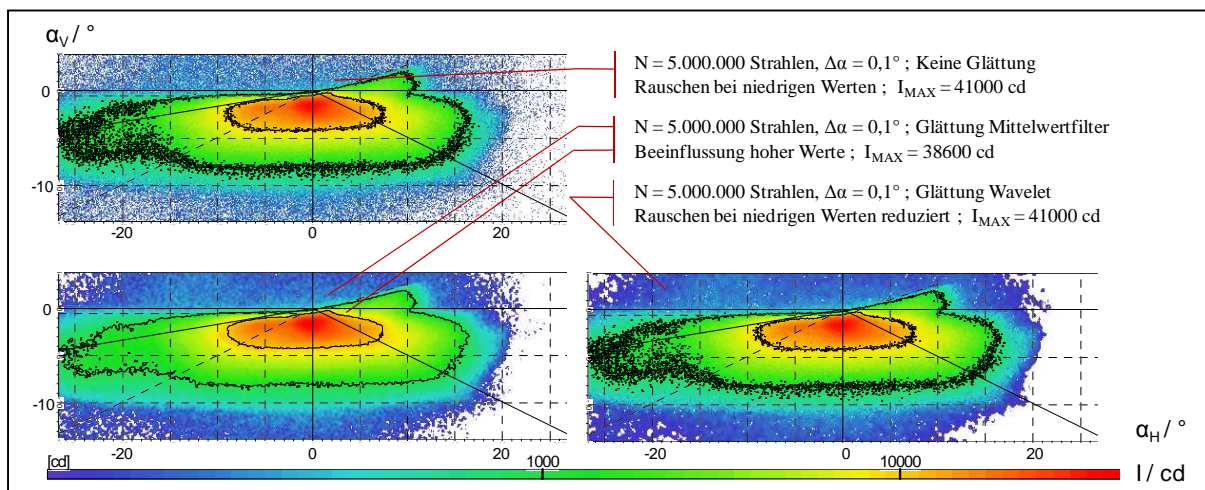 αV / °
0
-10
-20
0
20
N = 5.000.000 Strahlen, Δα = 0,1° ; Keine Glättung
Rauschen bei niedrigen Werten ; IMAX = 41000 cd
N = 5.000.000 Strahlen, Δα = 0,1° ; Glättung Mittelwertfilter
Beeinflussung hoher Werte ; IMAX = 38600 cd
N = 5.000.000 Strahlen, Δα = 0,1° ; Glättung Wavelet
Rauschen bei niedrigen Werten reduziert ; IMAX = 41000 cd
0
-10
-20
0
20
0
-10
-20
0
20
αH / °
[cd]
1000
10000
I / cd